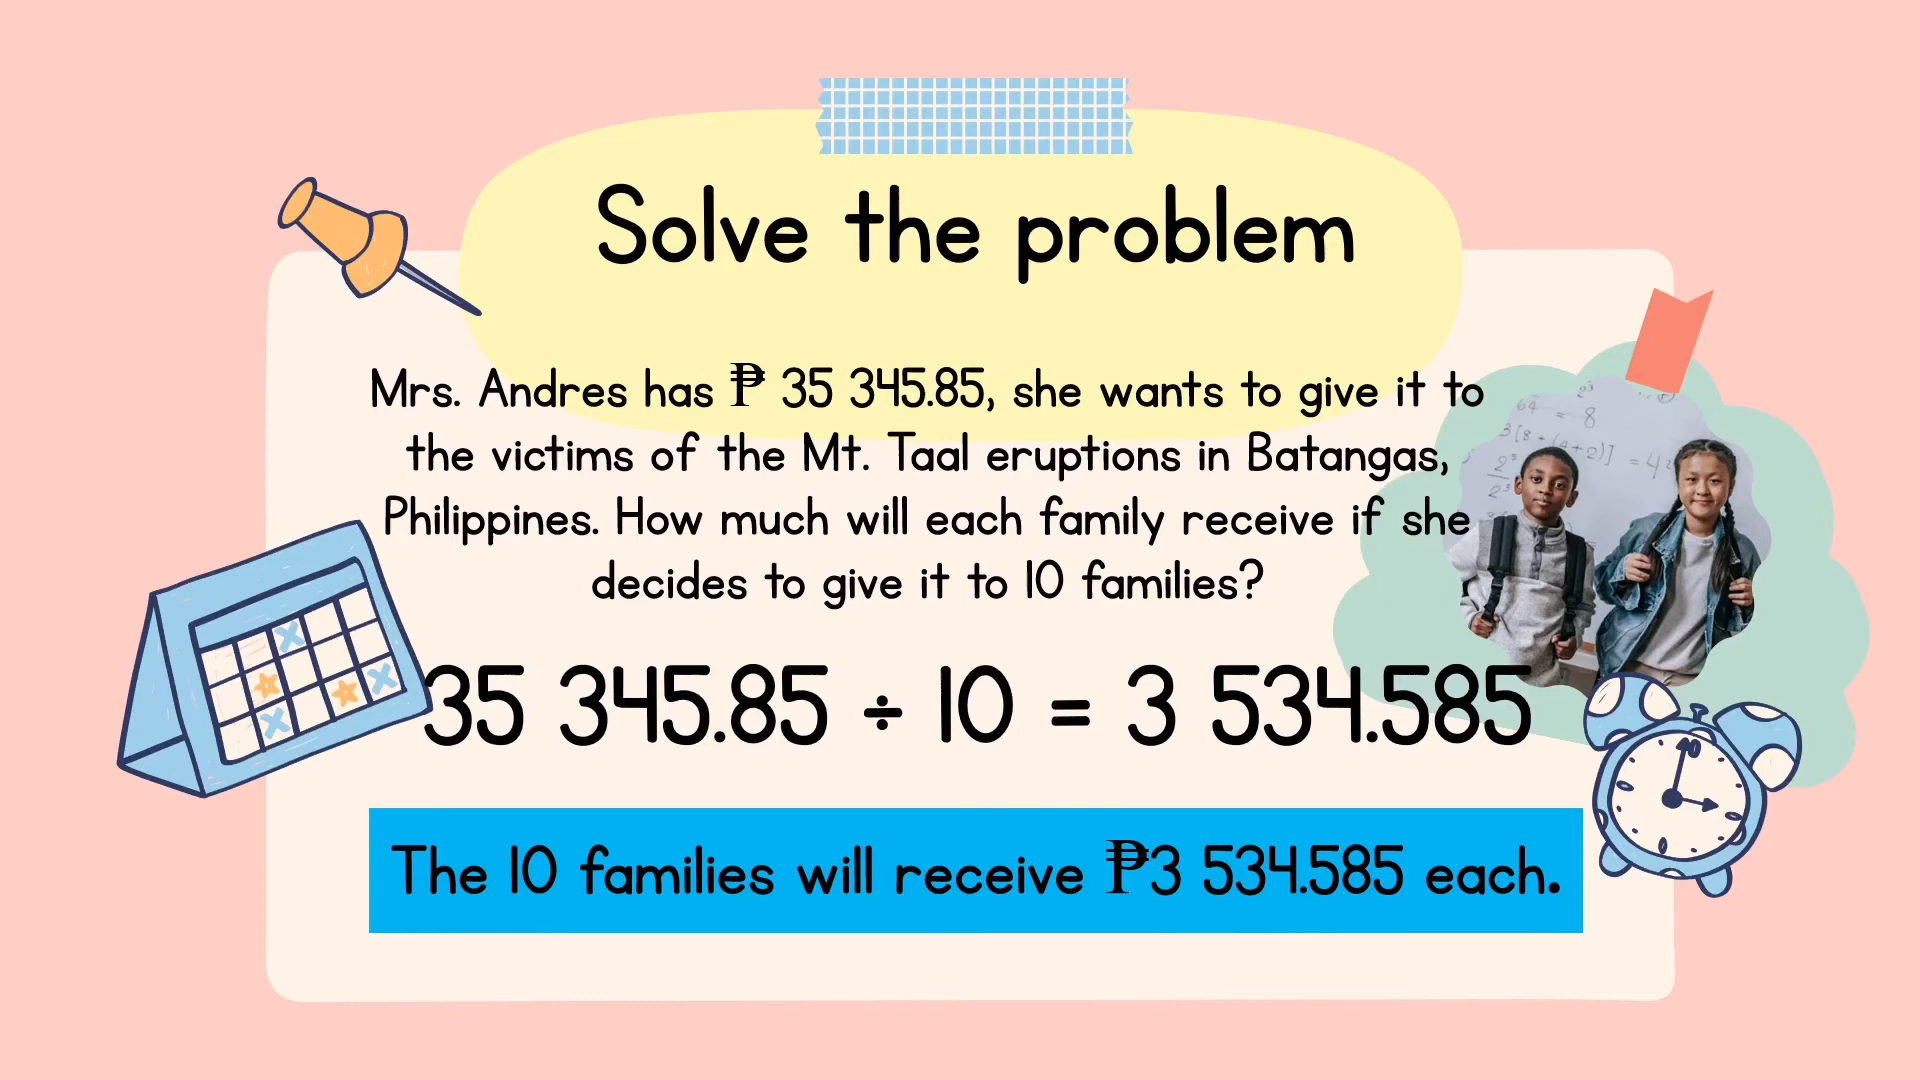 Solve the problem
Mrs. Andres has ₱ 35 345.85, she wants to give it to
the victims of the Mt. Taal eruptions in Batangas,
Philippines. How much will each family receive if she
decides to give it to 10 families?
35 345.85 ÷ 10 = 3 534.585
The 10 families will receive ₱3 534.585 each.